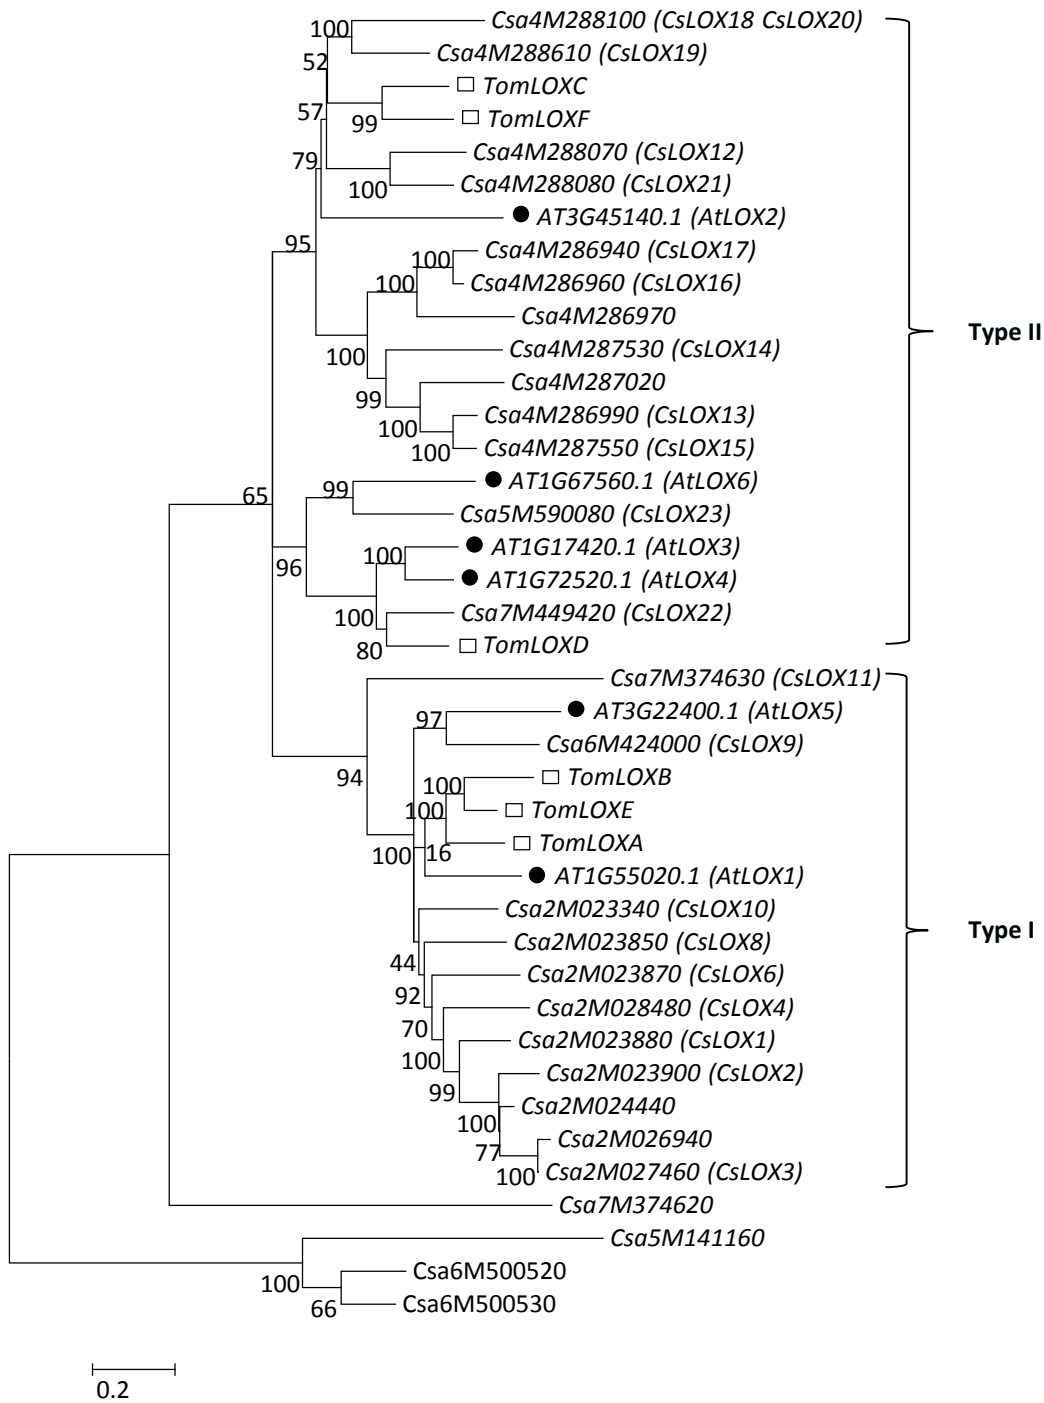 Csa4M288100 (CsLOX18 CsLOX20)
100
Csa4M288610 (CsLOX19)
52
TomLOXC
57
99
TomLOXF
79
Csa4M288070 (CsLOX12)
100
Csa4M288080 (CsLOX21)
AT3G45140.1 (AtLOX2)
95
100
Csa4M286940 (CsLOX17)
100
Csa4M286960 (CsLOX16)
Csa4M286970
Type II
100
Csa4M287530 (CsLOX14)
99
Csa4M287020
100
Csa4M286990 (CsLOX13)
100
Csa4M287550 (CsLOX15)
65
99
AT1G67560.1 (AtLOX6)
Csa5M590080 (CsLOX23)
96
100
AT1G17420.1 (AtLOX3)
AT1G72520.1 (AtLOX4)
100
Csa7M449420 (CsLOX22)
80
TomLOXD
Csa7M374630 (CsLOX11)
97
AT3G22400.1 (AtLOX5)
Csa6M424000 (CsLOX9)
94
100
TomLOXB
100
TomLOXE
100
16
TomLOXA
AT1G55020.1 (AtLOX1)
Csa2M023340 (CsLOX10)
Type I
44
Csa2M023850 (CsLOX8)
92
Csa2M023870 (CsLOX6)
70
Csa2M028480 (CsLOX4)
100
Csa2M023880 (CsLOX1)
99
Csa2M023900 (CsLOX2)
100
Csa2M024440
77
Csa2M026940
100
Csa2M027460 (CsLOX3)
Csa7M374620
Csa5M141160
100
Csa6M500520
66
Csa6M500530
0.2